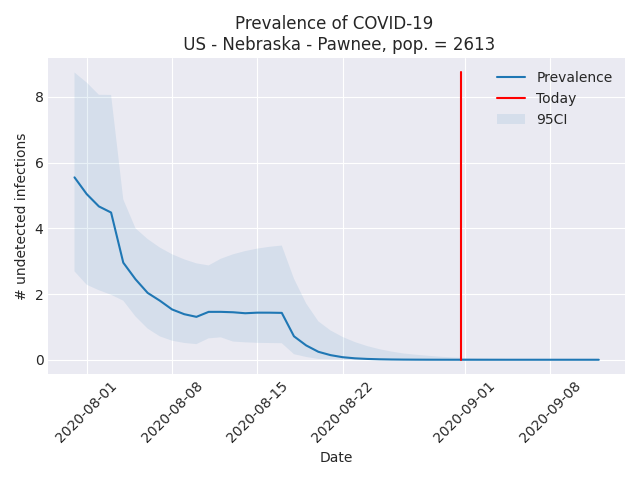 Prevalence of COVID-19
US - Nebraska - Pawnee, pop. = 2613
Prevalence
Today
95CI
# undetected infections
8
6
4
2
0
2020-08-01
2020-08-08
2020-08-15
2020-08-22
2020-09-01
2020-09-08
Date